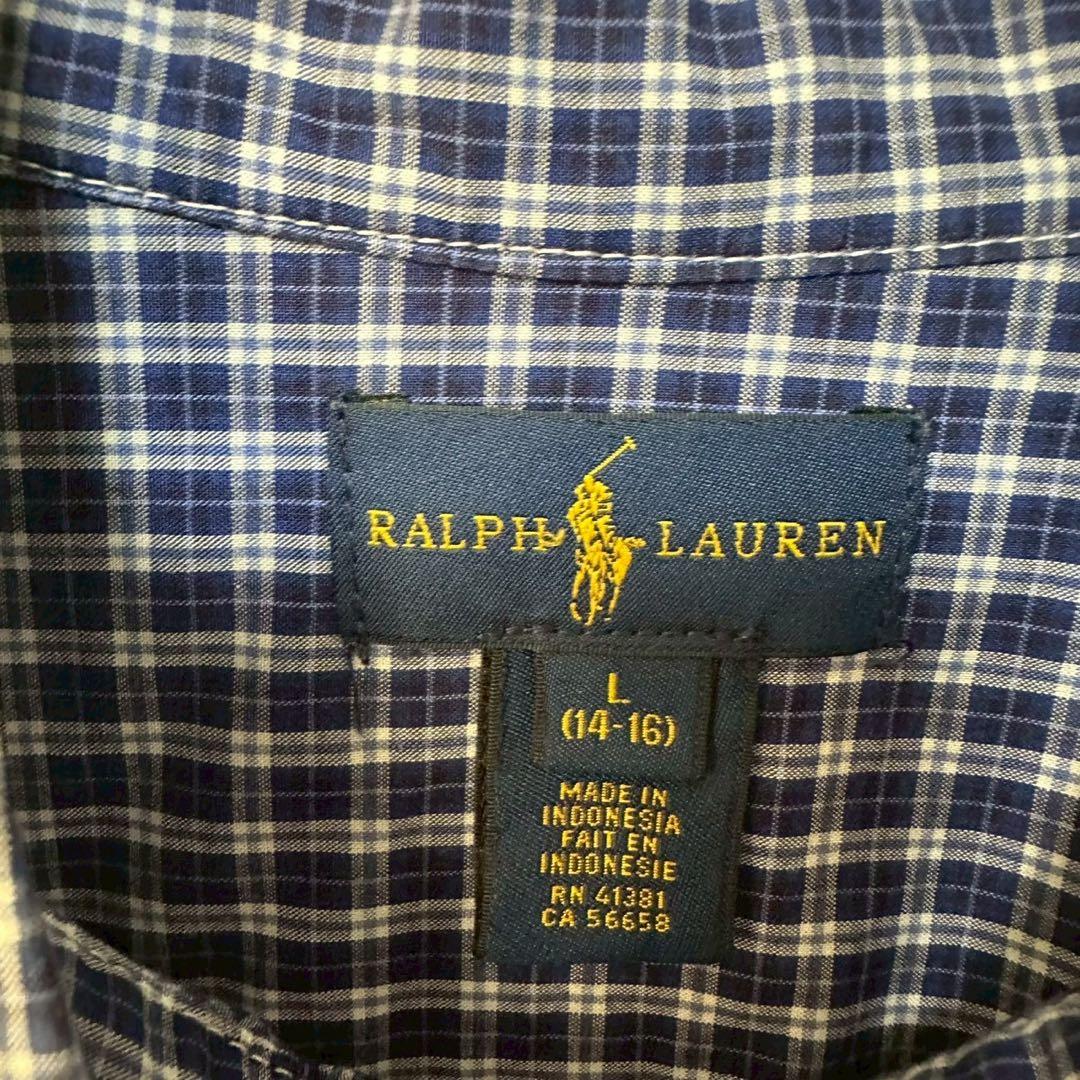 RALPH LAUREN
L
(14-16)
MADE IN
INDONESIA
FAIT EN
INDONESIE
RN 41381
CA 56658